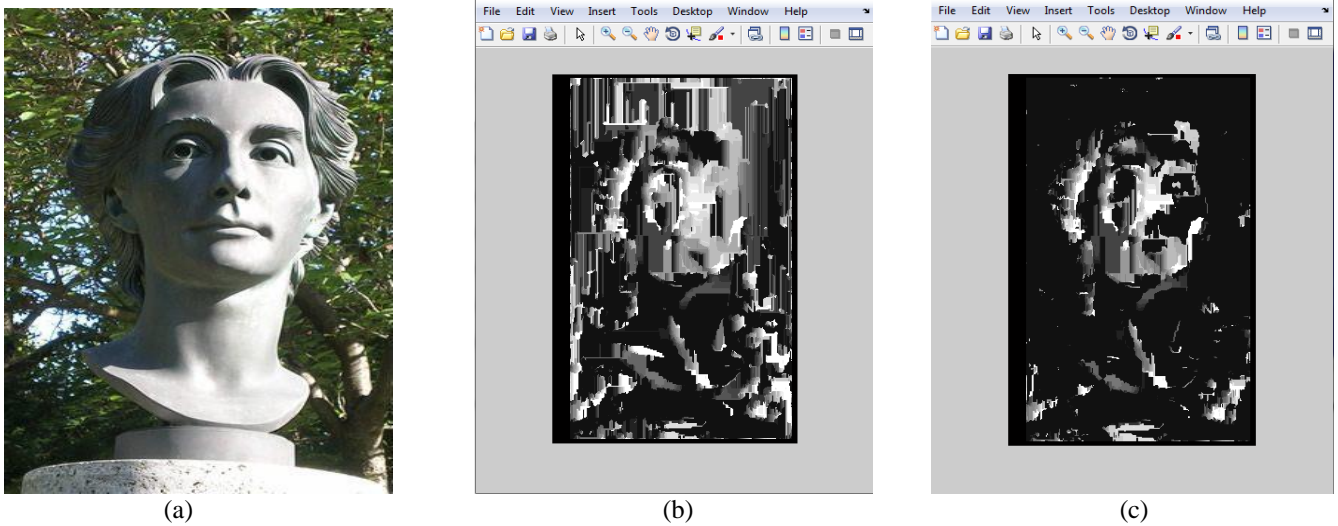 File Edit View Insert Tools Desktop Window Help
File Edit View Insert Tools Desktop Window Help
(a)
(b)
(c)